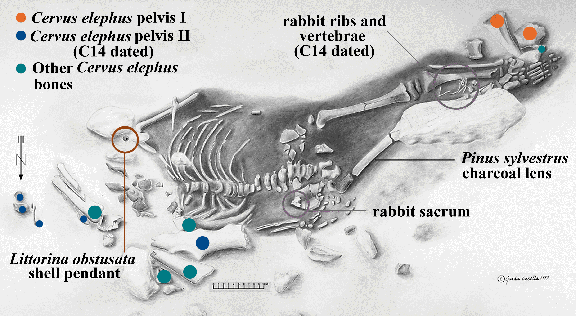 Cervus elephus pelvis I
Cervus elephus pelvis II
(C14 dated)
Other Cervus elephus
bones
rabbit ribs and
vertebrae
(C14 dated)
Pinus sylvestrus
charcoal lens
rabbit sacrum
N
Littorina obstusata
shell pendant